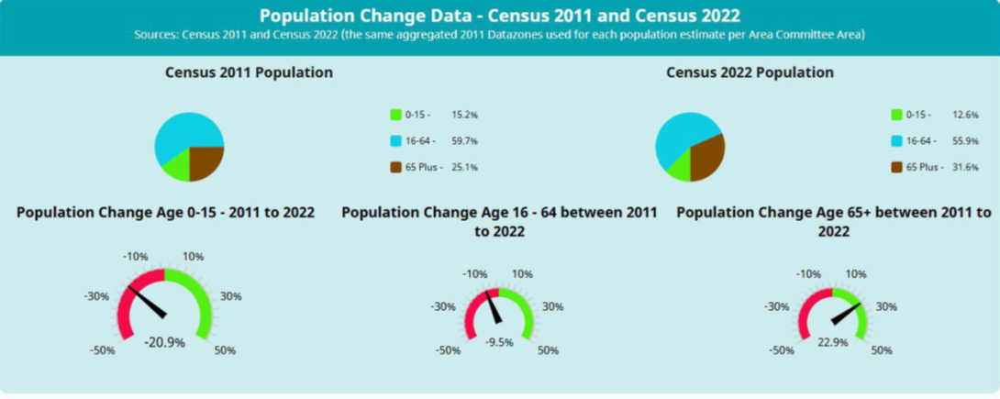 Population Change Data - Census 2011 and Census 2022
Sources: Census 2011 and Census 2022 (the same aggregated 2011 Datazones used for each population estimate per Area Committee Area)
Census 2011 Population
0-15 - 15.2%
16-64 - 59.7%
65 Plus - 25.1%
Census 2022 Population
0-15 - 12.6%
16-64 - 55.9%
65 Plus - 31.6%
Population Change Age 0-15 - 2011 to 2022
-10% 10%
-30% 30%
-50% 50%
-20.9%
Population Change Age 16 - 64 between 2011
to 2022
-10% 10%
-30% 30%
-50% 50%
-9.5%
Population Change Age 65+ between 2011 to
2022
-10% 10%
-30% 30%
-50% 50%
22.9%